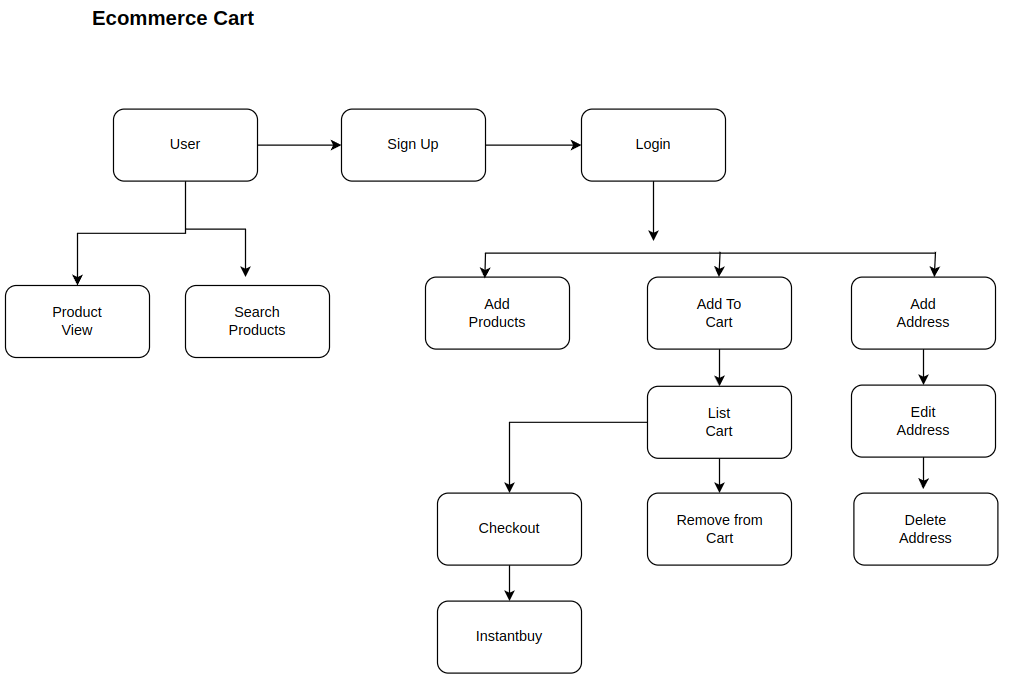 Ecommerce Cart
User
Sign Up
Login
Product
View
Search
Products
Add
Products
Add To
Cart
Add
Address
List
Cart
Edit
Address
Checkout
Remove from
Cart
Delete
Address
Instantbuy